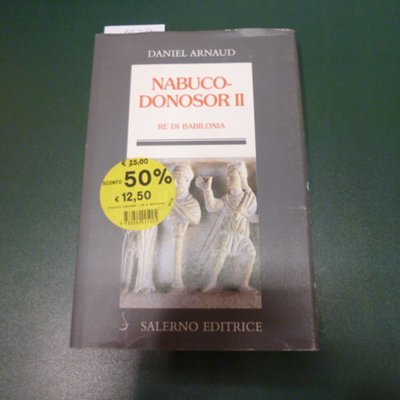 DANIEL ARNAUD
NABUCO-
DONOSOR II
RE DI BABILONIA
€ 25,00
SCONTO 50%
€ 12,50
SALERNO EDITRICE